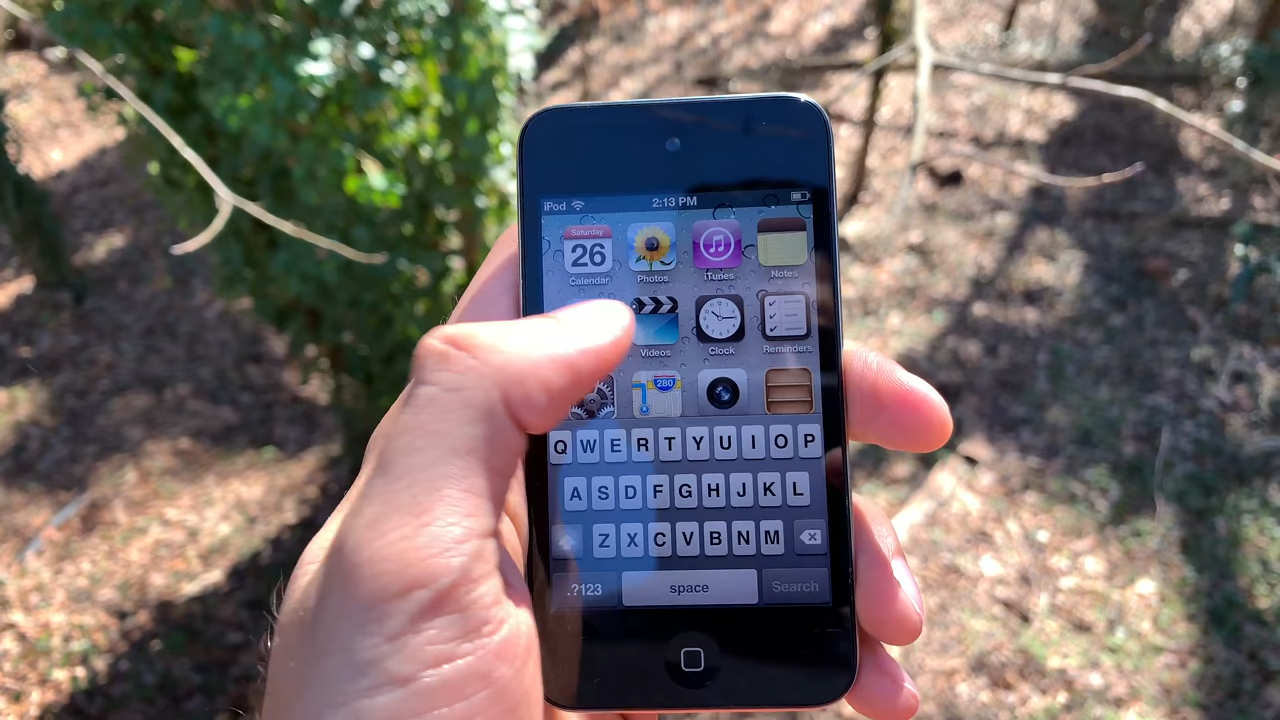 iPod 2:13 PM
Saturday
26
Calendar Photos iTunes Notes
Videos Clock Reminders
280
Q W E R T Y U I O P
A S D F G H J K L
Z X C V B N M
.?123 space Search